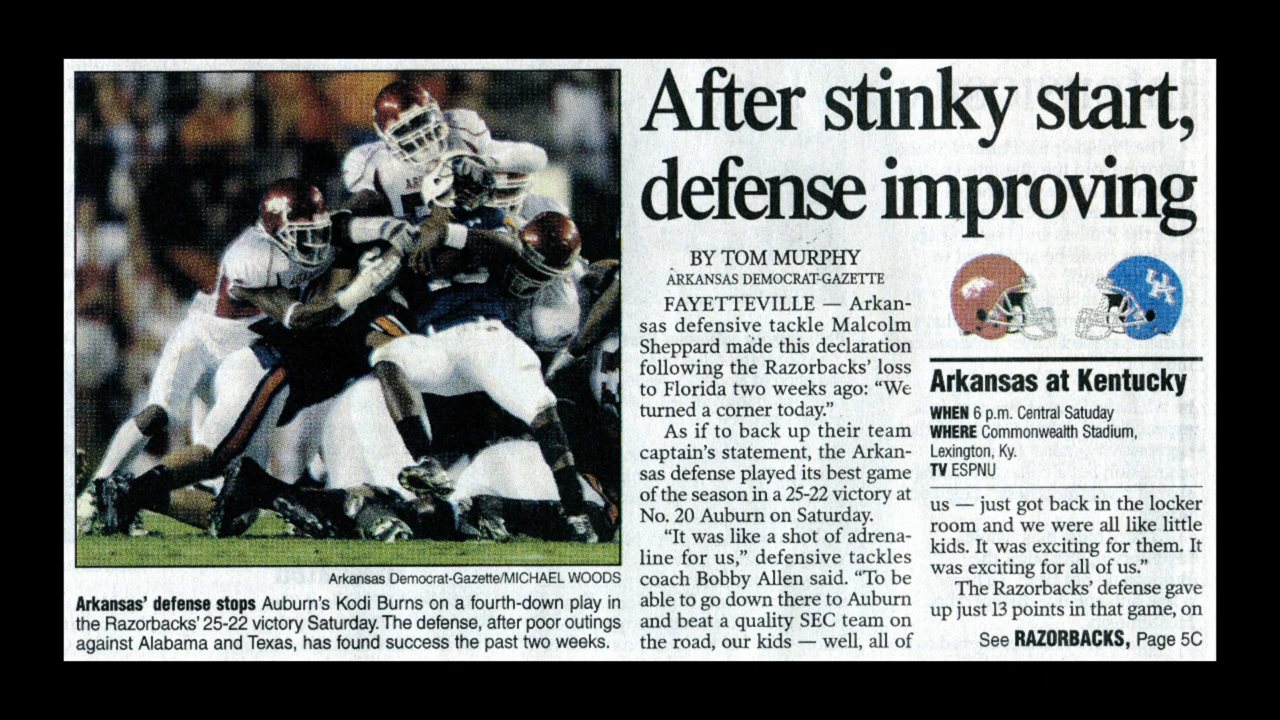 After stinky start,
defense improving
BY TOM MURPHY
ARKANSAS DEMOCRAT-GAZETTE
FAYETTEVILLE — Arkan-
sas defensive tackle Malcolm
Sheppard made this declaration
following the Razorbacks' loss
to Florida two weeks ago: “We
turned a corner today.”
As if to back up their team
captain's statement, the Arkan-
sas defense played its best game
of the season in a 25-22 victory at
No. 20 Auburn on Saturday.
“It was like a shot of adrena-
line for us,” defensive tackles
coach Bobby Allen said. “To be
able to go down there to Auburn
and beat a quality SEC team on
the road, our kids — well, all of
Arkansas at Kentucky
WHEN 6 p.m. Central Satuday
WHERE Commonwealth Stadium,
Lexington, Ky.
TV ESPNU
us — just got back in the locker
room and we were all like little
kids. It was exciting for them. It
was exciting for all of us.”
The Razorbacks' defense gave
up just 13 points in that game, on
See RAZORBACKS, Page 5C
Arkansas Democrat-Gazette/MICHAEL WOODS
Arkansas' defense stops Auburn's Kodi Burns on a fourth-down play in
the Razorbacks' 25-22 victory Saturday. The defense, after poor outings
against Alabama and Texas, has found success the past two weeks.